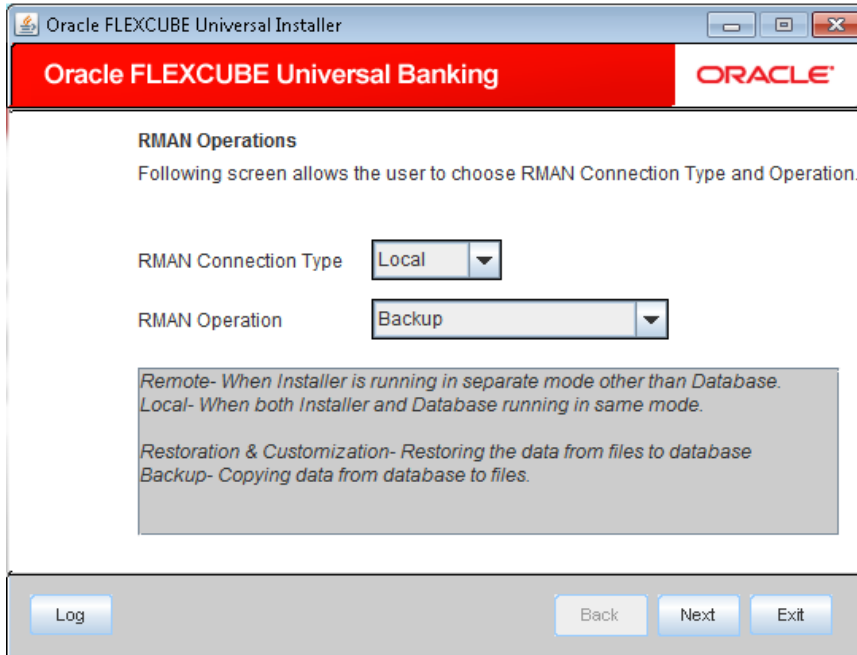 Oracle FLEXCUBE Universal Installer
Oracle FLEXCUBE Universal Banking
ORACLE®
RMAN Operations
Following screen allows the user to choose RMAN Connection Type and Operation.
RMAN Connection Type Local
RMAN Operation Backup
Remote- When Installer is running in separate mode other than Database.
Local- When both Installer and Database running in same mode.
Restoration & Customization- Restoring the data from files to database
Backup- Copying data from database to files.
Log Back Next Exit